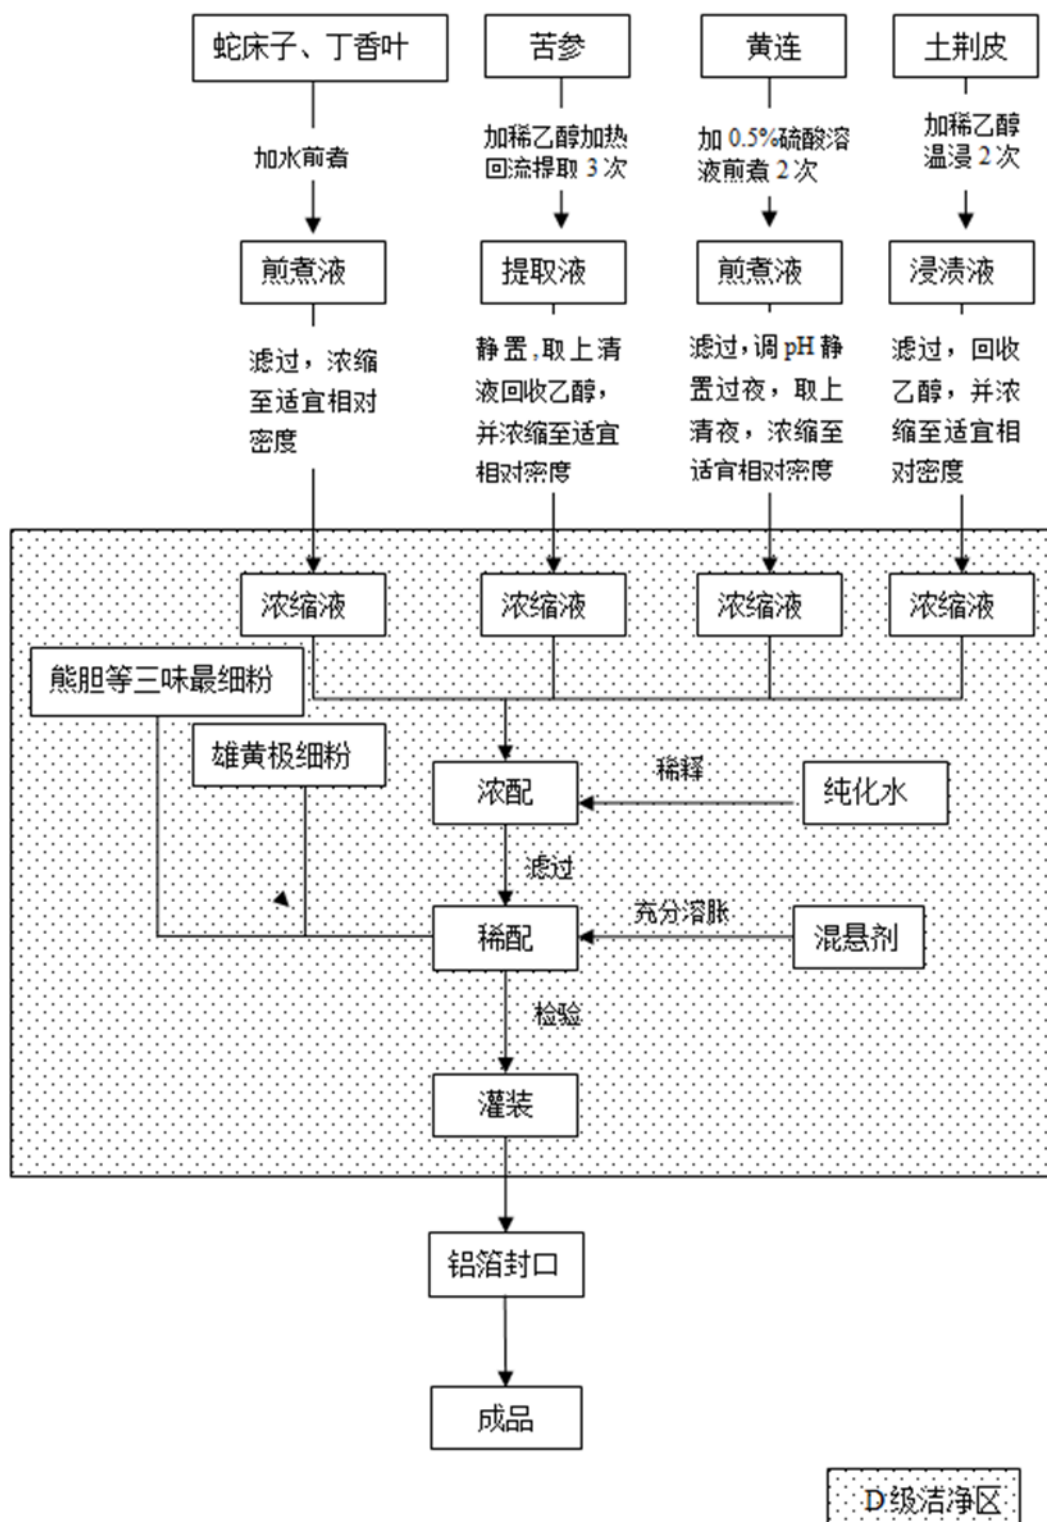 蛇床子、丁香叶
苦参
黄连
土荆皮
加水煎者
加稀乙醇加热
回流提取3次
加0.5%硫酸溶
液煎煮2次
加稀乙醇
温浸2次
煎煮液
提取液
煎煮液
浸渍液
滤过，浓缩
至适宜相对
密度
静置,取上清
液回收乙醇，
并浓缩至适宜
相对密度
滤过，调pH静
置过夜，取上
清夜，浓缩至
适宜相对密度
滤过，回收
乙醇，并浓
缩至适宜相
对密度
浓缩液
浓缩液
浓缩液
浓缩液
熊胆等三味最细粉
雄黄极细粉
浓配
稀释
纯化水
滤过
稀配
充分溶胀
混悬剂
检验
灌装
铝箔封口
成品
D级洁净区